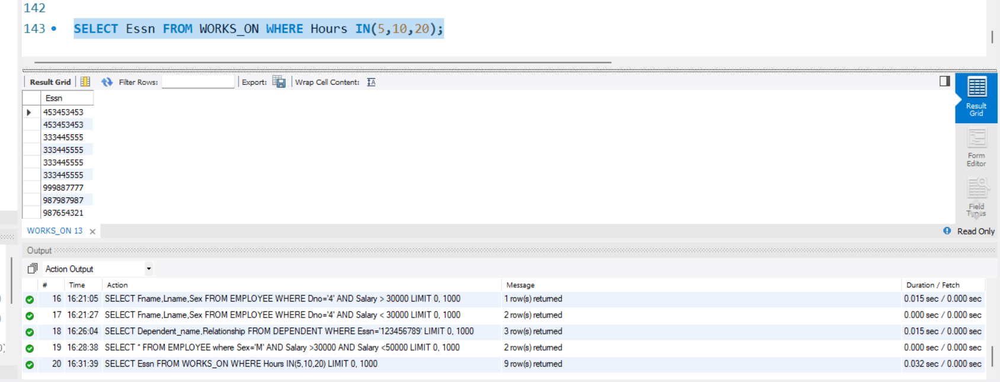 142
143 SELECT Essn FROM WORKS_ON WHERE Hours IN(5,10,20);
Result Grid Filter Rows: Export: Wrap Cell Content: IA
Essn
453453453
453453453
333445555
333445555
333445555
333445555
999887777
987987987
987654321
Result
Grid
Form
Editor
Field
Types
WORKS_ON 13 Read Only
Output
Action Output
# Time Action Message Duration / Fetch
16 16:21:05 SELECT Fname,Lname,Sex FROM EMPLOYEE WHERE Dno='4' AND Salary > 30000 LIMIT 0, 1000 1 row(s) returned 0.015 sec / 0.000 sec
17 16:21:27 SELECT Fname,Lname,Sex FROM EMPLOYEE WHERE Dno='4' AND Salary < 30000 LIMIT 0, 1000 2 row(s) returned 0.000 sec / 0.000 sec
18 16:26:04 SELECT Dependent_name,Relationship FROM DEPENDENT WHERE Essn='123456789' LIMIT 0, 1000 3 row(s) returned 0.015 sec / 0.000 sec
19 16:28:38 SELECT * FROM EMPLOYEE where Sex='M' AND Salary >30000 AND Salary <50000 LIMIT 0, 1000 2 row(s) returned 0.000 sec / 0.000 sec
20 16:31:39 SELECT Essn FROM WORKS_ON WHERE Hours IN(5,10,20) LIMIT 0, 1000 9 row(s) returned 0.032 sec / 0.000 sec